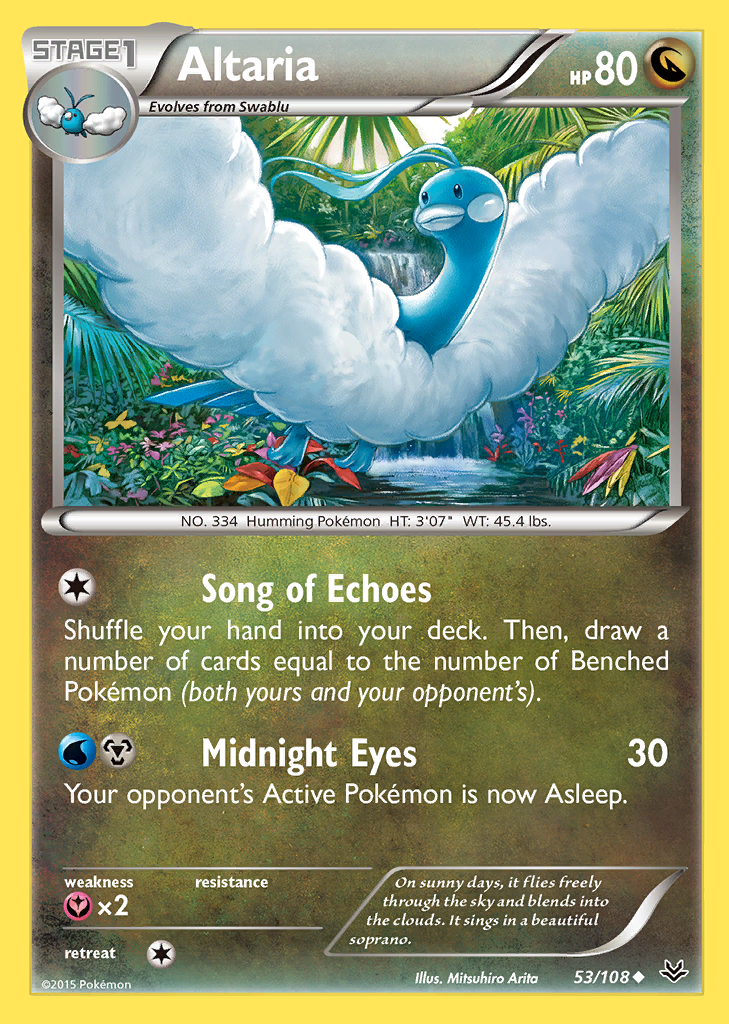 STAGE1
Altaria
HP 80
Evolves from Swablu
NO. 334 Humming Pokémon HT: 3'07" WT: 45.4 lbs.
Song of Echoes
Shuffle your hand into your deck. Then, draw a
number of cards equal to the number of Benched
Pokémon (both yours and your opponent's).
Midnight Eyes 30
Your opponent's Active Pokémon is now Asleep.
weakness resistance
×2
retreat
On sunny days, it flies freely
through the sky and blends into
the clouds. It sings in a beautiful
soprano.
©2015 Pokémon
Illus. Mitsuhiro Arita 53/108